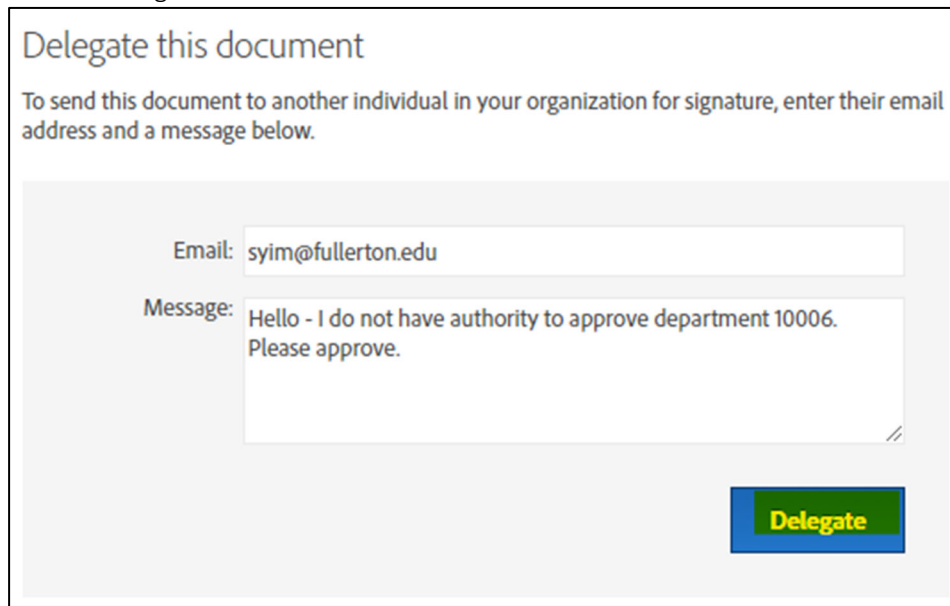 Delegate this document
To send this document to another individual in your organization for signature, enter their email
address and a message below.
Email: syim@fullerton.edu
Message: Hello - I do not have authority to approve department 10006.
Please approve.
Delegate